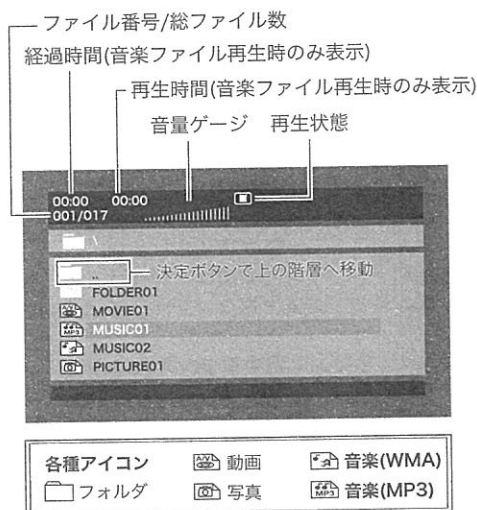 ファイル番号/総ファイル数
経過時間(音楽ファイル再生時のみ表示)
再生時間(音楽ファイル再生時のみ表示)
音量ゲージ 再生状態
00:00 00:00
001/017
\
.. 決定ボタンで上の階層へ移動
FOLDER01
MOVIE01
MP3 MUSIC01
MUSIC02
PICTURE01
各種アイコン 動画 音楽(WMA)
フォルダ 写真 MP3 音楽(MP3)